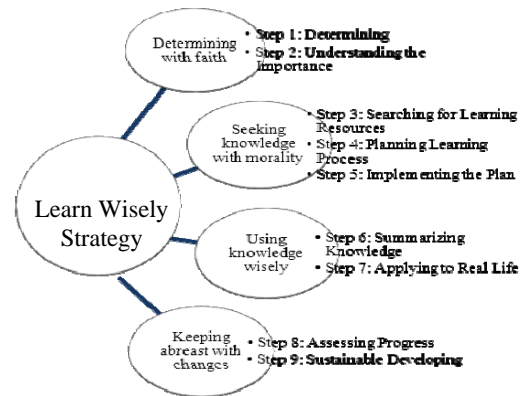 Learn Wisely
Strategy
Determining
with faith
• Step 1: Determining
• Step 2: Understanding the
Importance
Seeking
knowledge
with morality
• Step 3: Searching for Learning
Resources
• Step 4: Planning Learning
Process
• Step 5: Implementing the Plan
Using
knowledge
wisely
• Step 6: Summarizing
Knowledge
• Step 7: Applying to Real Life
Keeping
abreast with
changes
• Step 8: Assessing Progress
• Step 9: Sustainable Developing